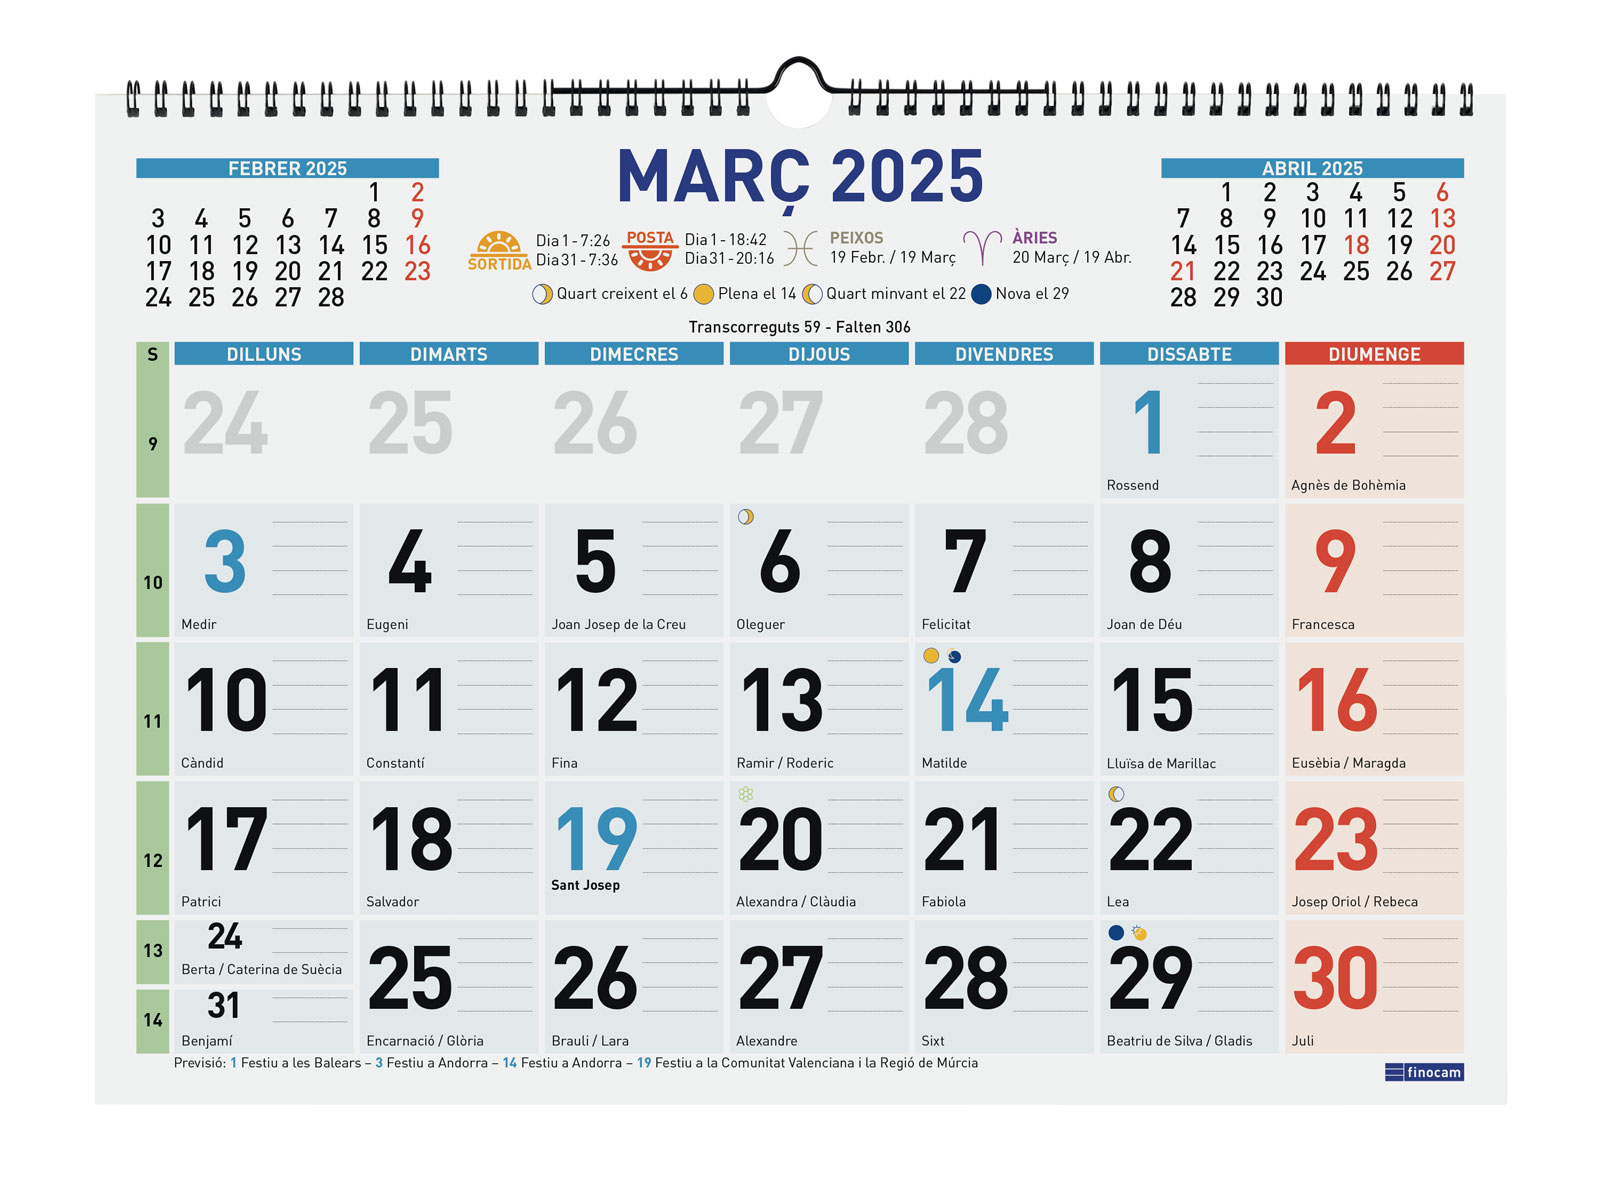 MARÇ 2025
FEBRER 2025
1 2
3 4 5 6 7 8 9
10 11 12 13 14 15 16
17 18 19 20 21 22 23
24 25 26 27 28
SORTIDA
Dia 1 - 7:26
Dia 31 - 7:36
POSTA
Dia 1 - 18:42
Dia 31 - 20:16
PEIXOS
19 Febr. / 19 Març
ÀRIES
20 Març / 19 Abr.
Quart creixent el 6 Plena el 14 Quart minvant el 22 Nova el 29
Transcorreguts 59 - Falten 306
ABRIL 2025
1 2 3 4 5 6
7 8 9 10 11 12 13
14 15 16 17 18 19 20
21 22 23 24 25 26 27
28 29 30
S DILLUNS DIMARTS DIMECRES DIJOUS DIVENDRES DISSABTE DIUMENGE
9 24 25 26 27 28 1 2
Rossend Agnès de Bohèmia
10 3 4 5 6 7 8 9
Medir Eugeni Joan Josep de la Creu Oleguer Felicitat Joan de Déu Francesca
11 10 11 12 13 14 15 16
Càndid Constantí Fina Ramir / Roderic Matilde Lluïsa de Marillac Eusèbia / Maragda
12 17 18 19 20 21 22 23
Sant Josep
Patrici Salvador Alexandra / Clàudia Fabiola Lea Josep Oriol / Rebeca
13 24 25 26 27 28 29 30
Berta / Caterina de Suècia
14 31
Benjamí Encarnació / Glòria Brauli / Lara Alexandre Sixt Beatriu de Silva / Gladis Juli
Previsió: 1 Festiu a les Balears – 3 Festiu a Andorra – 14 Festiu a Andorra – 19 Festiu a la Comunitat Valenciana i la Regió de Múrcia
finocam